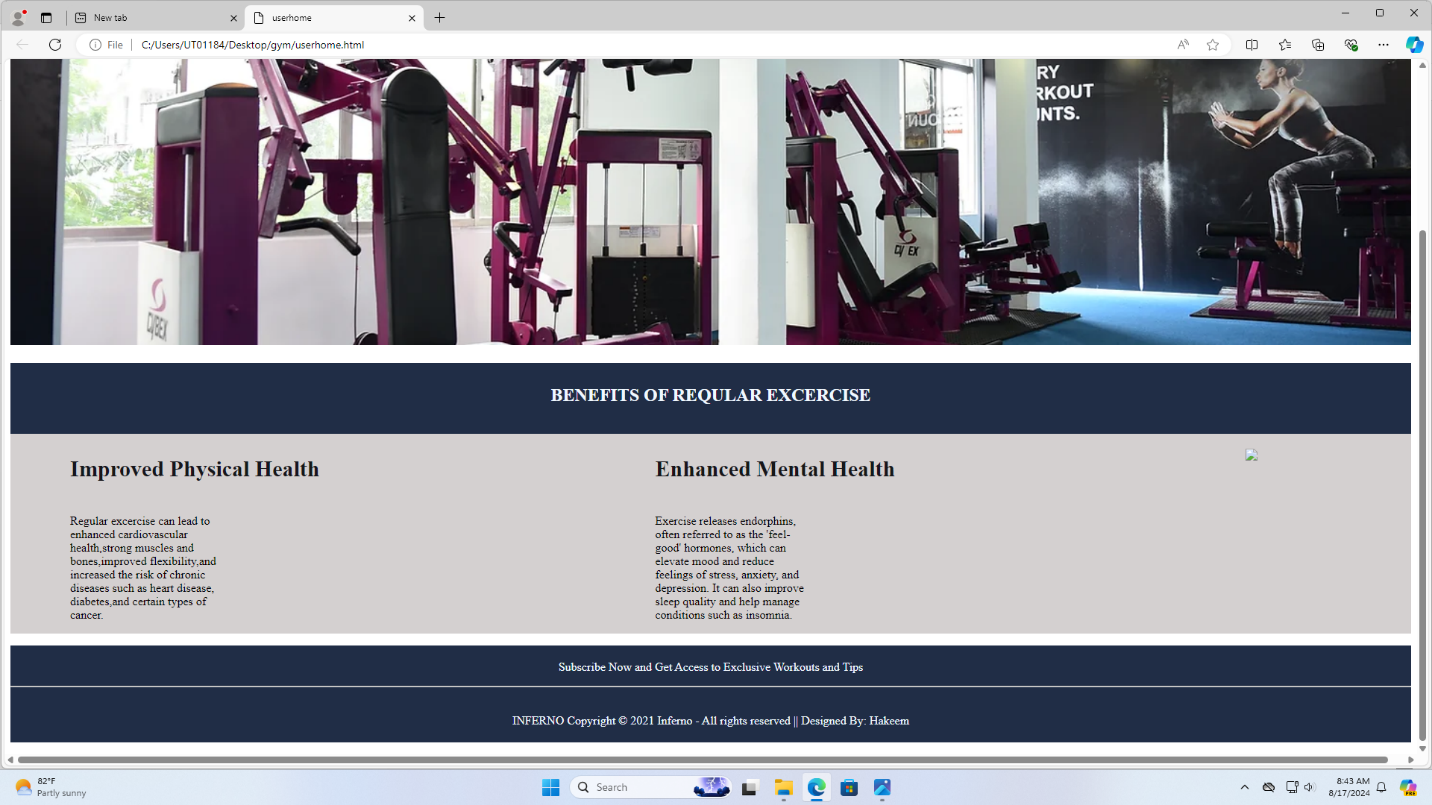 New tab
userhome
File
C:/Users/UT01184/Desktop/gym/userhome.html
RY
RKOUT
NTS.
CYBEX
BENEFITS OF REQULAR EXCERCISE
Improved Physical Health
Regular excercise can lead to
enhanced cardiovascular
health,strong muscles and
bones,improved flexibility,and
increased the risk of chronic
diseases such as heart disease,
diabetes,and certain types of
cancer.
Enhanced Mental Health
Exercise releases endorphins,
often referred to as the 'feel-
good' hormones, which can
elevate mood and reduce
feelings of stress, anxiety, and
depression. It can also improve
sleep quality and help manage
conditions such as insomnia.
Subscribe Now and Get Access to Exclusive Workouts and Tips
INFERNO Copyright © 2021 Inferno - All rights reserved || Designed By: Hakeem
82°F
Partly sunny
Search
8:43 AM
8/17/2024